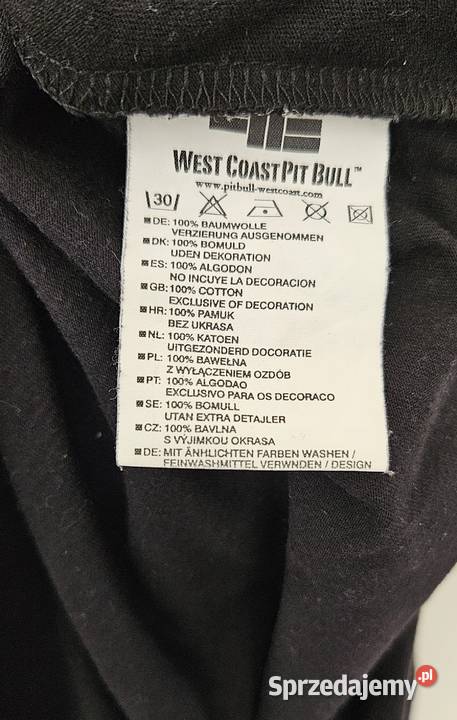 WEST COAST PIT BULL™
www.pitbull-westcoast.com
30
DE: 100% BAUMWOLLE
VERZIERUNG AUSGENOMMEN
DK: 100% BOMULD
UDEN DEKORATION
ES: 100% ALGODON
NO INCUYE LA DECORACION
GB: 100% COTTON
EXCLUSIVE OF DECORATION
HR: 100% PAMUK
BEZ UKRASA
NL: 100% KATOEN
UITGEZONDERD DOCORATIE
PL: 100% BAWEŁNA
Z WYŁĄCZENIEM OZDÓB
PT: 100% ALGODAO
EXCLUSIVO PARA OS DECORACO
SE: 100% BOMULL
UTAN EXTRA DETAJLER
CZ: 100% BAVLNA
S VÝJIMKOU OKRASA
DE: MIT ÄNHLICHTEN FARBEN WASHEN /
FEINWASHMITTEL VERWNDEN / DESIGN
Sprzedajemy.pl